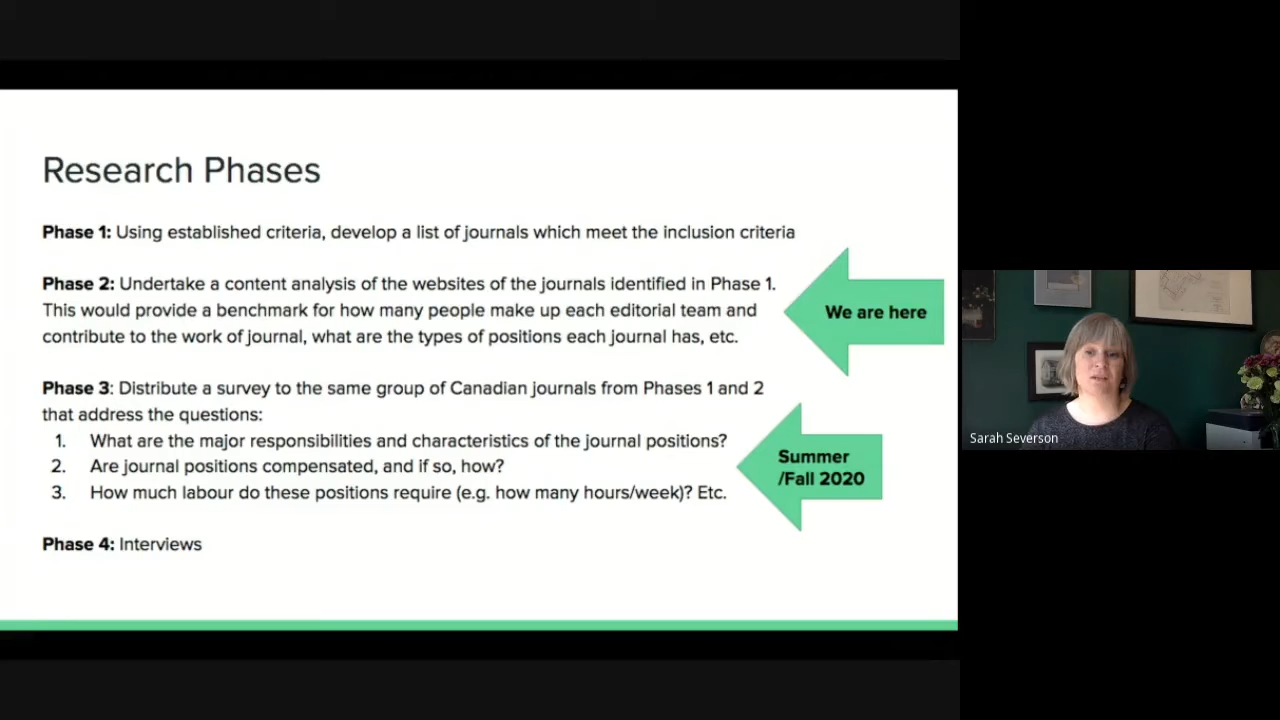 Research Phases
Phase 1: Using established criteria, develop a list of journals which meet the inclusion criteria
Phase 2: Undertake a content analysis of the websites of the journals identified in Phase 1.
This would provide a benchmark for how many people make up each editorial team and
contribute to the work of journal, what are the types of positions each journal has, etc.
We are here
Phase 3: Distribute a survey to the same group of Canadian journals from Phases 1 and 2
that address the questions:
1. What are the major responsibilities and characteristics of the journal positions?
2. Are journal positions compensated, and if so, how?
3. How much labour do these positions require (e.g. how many hours/week)? Etc.
Summer
/Fall 2020
Phase 4: Interviews
Sarah Severson